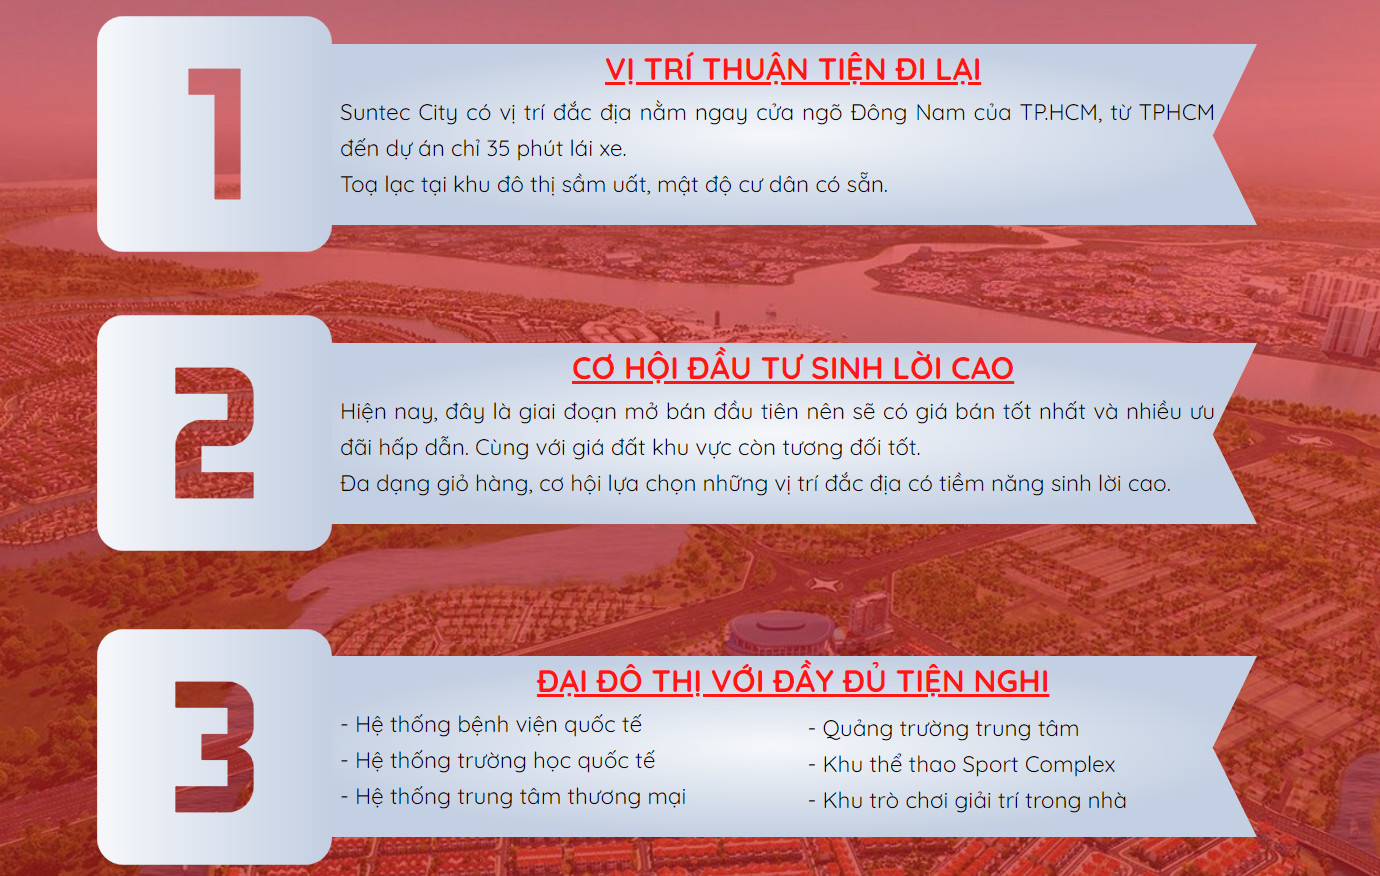 1
VỊ TRÍ THUẬN TIỆN ĐI LẠI
Suntec City có vị trí đắc địa nằm ngay cửa ngõ Đông Nam của TP.HCM, từ TPHCM
đến dự án chỉ 35 phút lái xe.
Toạ lạc tại khu đô thị sầm uất, mật độ cư dân có sẵn.
2
CƠ HỘI ĐẦU TƯ SINH LỜI CAO
Hiện nay, đây là giai đoạn mở bán đầu tiên nên sẽ có giá bán tốt nhất và nhiều ưu
đãi hấp dẫn. Cùng với giá đất khu vực còn tương đối tốt.
Đa dạng giỏ hàng, cơ hội lựa chọn những vị trí đắc địa có tiềm năng sinh lời cao.
3
ĐẠI ĐÔ THỊ VỚI ĐẦY ĐỦ TIỆN NGHI
- Hệ thống bệnh viện quốc tế
- Hệ thống trường học quốc tế
- Hệ thống trung tâm thương mại
- Quảng trường trung tâm
- Khu thể thao Sport Complex
- Khu trò chơi giải trí trong nhà